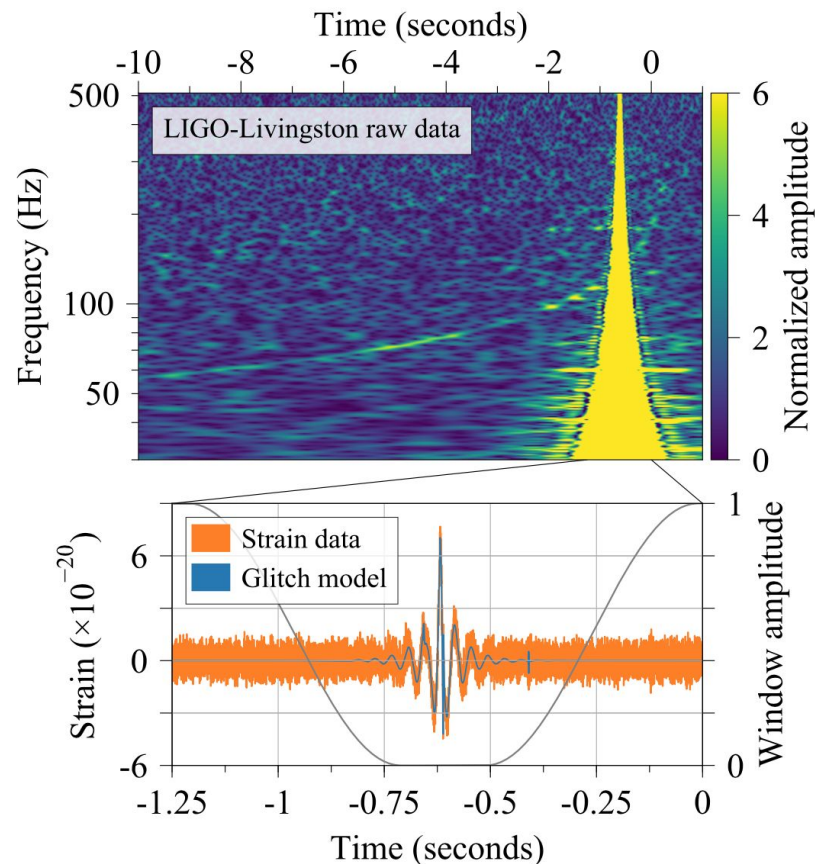 Time (seconds)
-10 -8 -6 -4 -2 0
500
100
50
Frequency (Hz)
LIGO-Livingston raw data
6
4
2
0
Normalized amplitude
6
3
0
-6
Strain (×10⁻²⁰)
Strain data
Glitch model
1
0
Window amplitude
-1.25 -1 -0.75 -0.5 -0.25 0
Time (seconds)